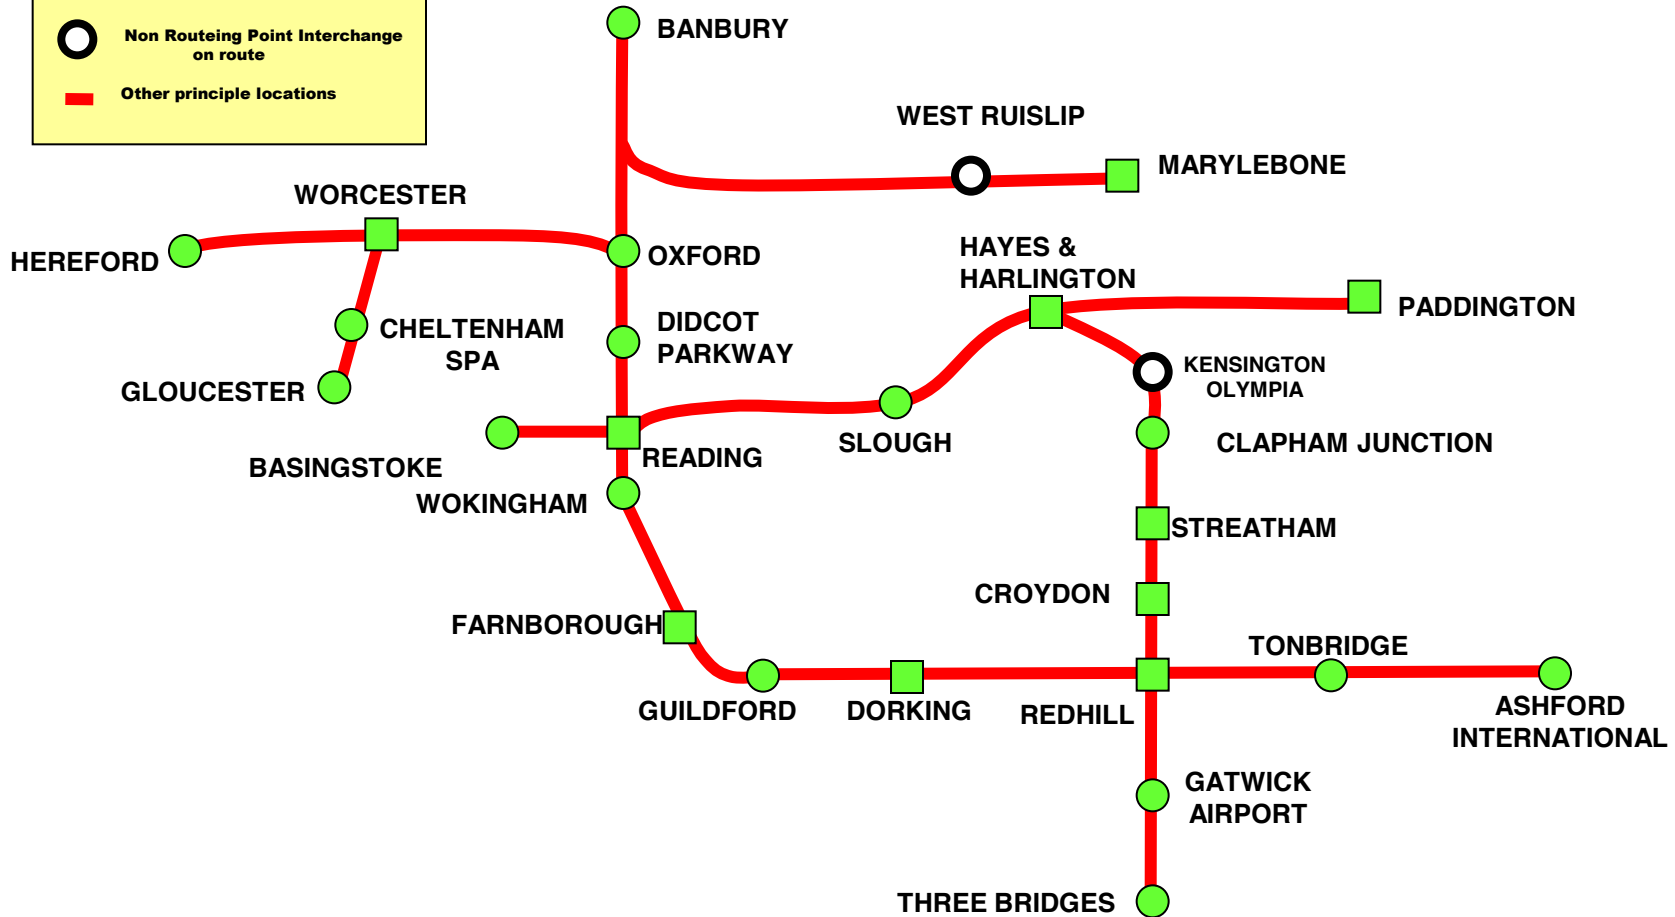 Non Routeing Point Interchange
on route
Other principle locations
BANBURY
WEST RUISLIP
MARYLEBONE
WORCESTER
HEREFORD
OXFORD
HAYES &
HARLINGTON
PADDINGTON
CHELTENHAM
SPA
DIDCOT
PARKWAY
KENSINGTON
OLYMPIA
GLOUCESTER
SLOUGH
CLAPHAM JUNCTION
BASINGSTOKE
READING
WOKINGHAM
STREATHAM
CROYDON
FARNBOROUGH
TONBRIDGE
GUILDFORD
DORKING
REDHILL
ASHFORD
INTERNATIONAL
GATWICK
AIRPORT
THREE BRIDGES